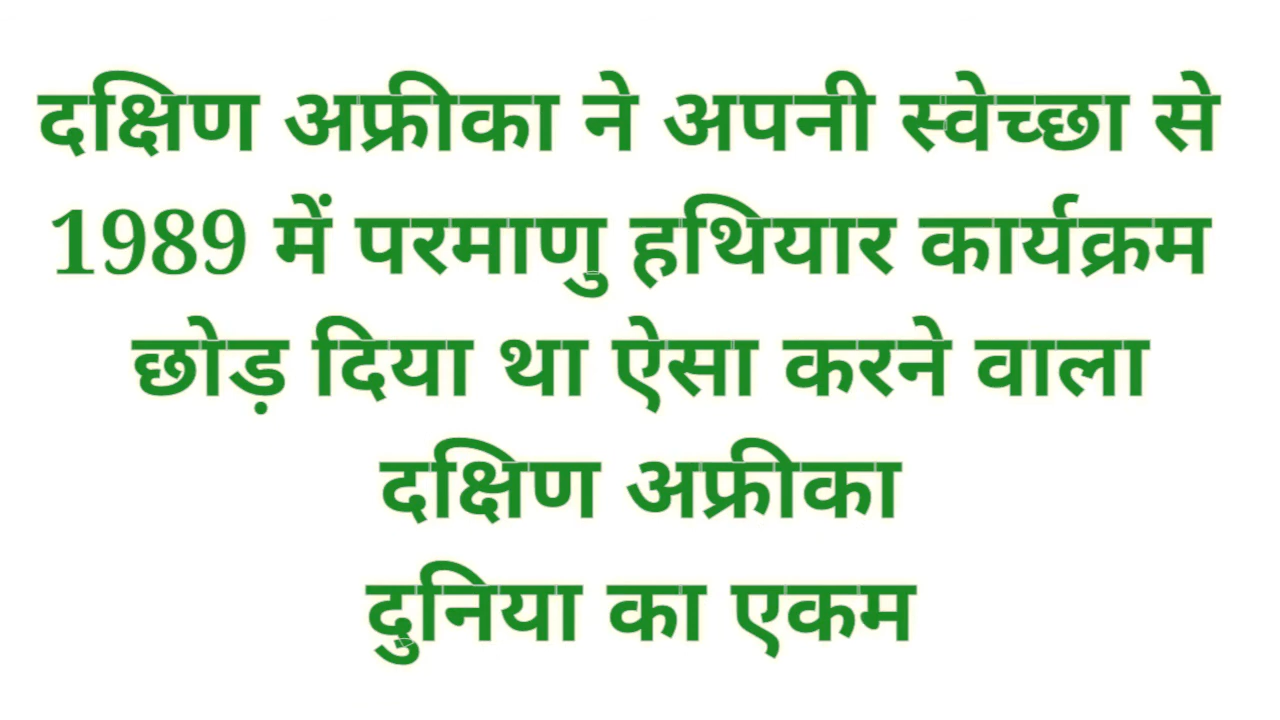 दक्षिण अफ्रीका ने अपनी स्वेच्छा से
1989 में परमाणु हथियार कार्यक्रम
छोड़ दिया था ऐसा करने वाला
दक्षिण अफ्रीका
दुनिया का एकम